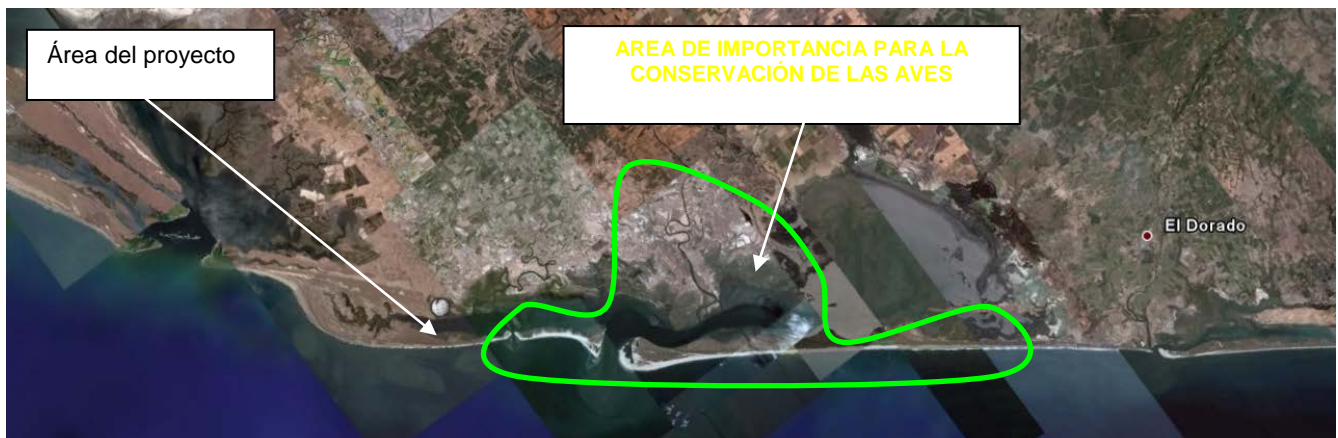 Área del proyecto
AREA DE IMPORTANCIA PARA LA
CONSERVACIÓN DE LAS AVES
El Dorado